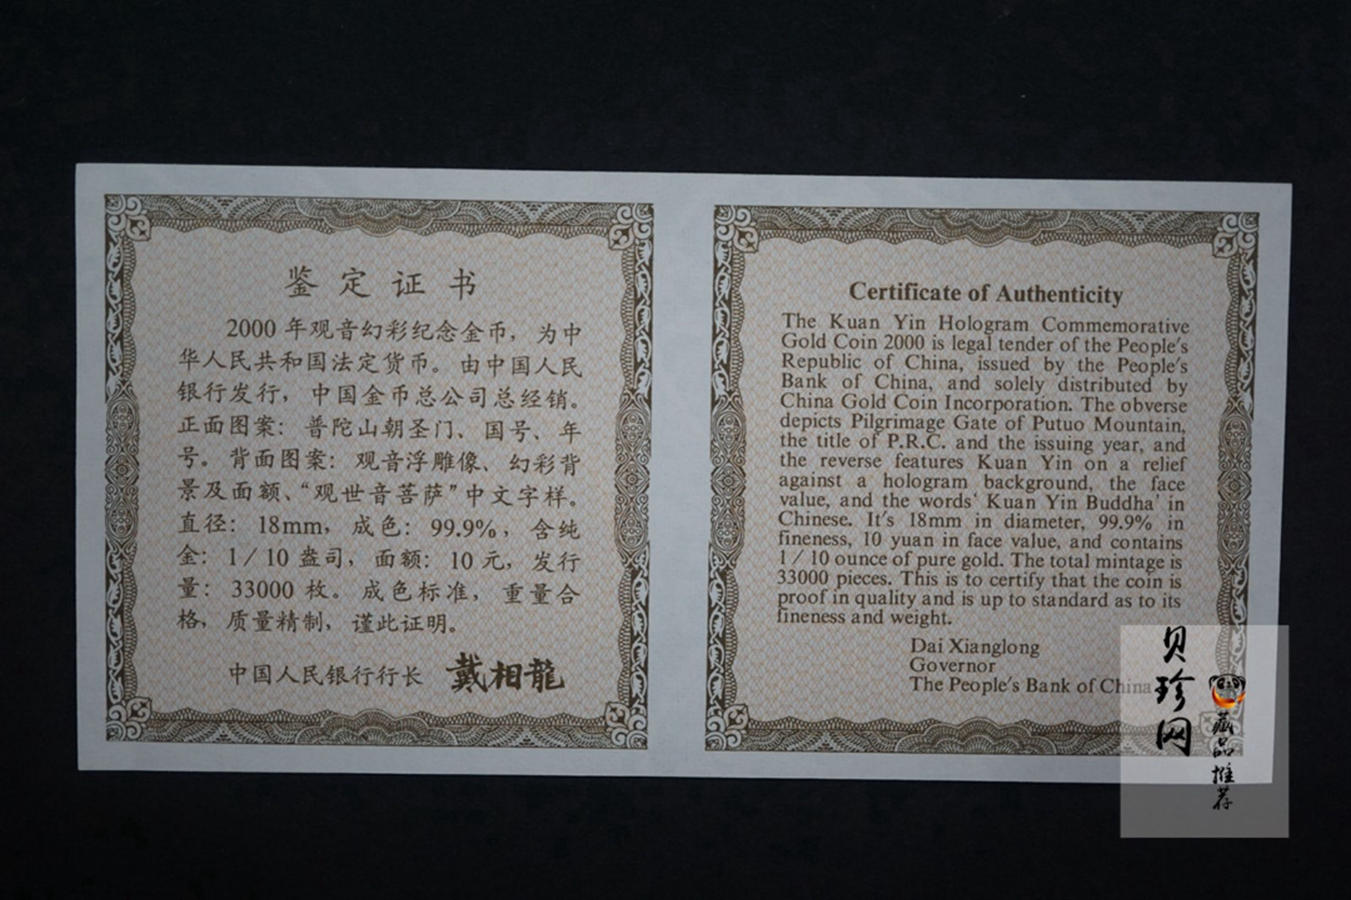 鉴定证书
2000 年观音幻彩纪念金币，为中
华人民共和国法定货币。由中国人民
银行发行，中国金币总公司总经销。
正面图案：普陀山朝圣门、国号、年
号。背面图案：观音浮雕像、幻彩背
景及面额、“观世音菩萨”中文字样。
直径：18mm，成色：99.9%，含纯
金：1/10 盎司，面额：10 元，发行
量：33000 枚。成色标准，重量合
格，质量精制，谨此证明。
中国人民银行行长 戴相龍
Certificate of Authenticity
The Kuan Yin Hologram Commemorative
Gold Coin 2000 is legal tender of the People's
Republic of China, issued by the People's
Bank of China, and solely distributed by
China Gold Coin Incorporation. The obverse
depicts Pilgrimage Gate of Putuo Mountain,
the title of P.R.C. and the issuing year, and
the reverse features Kuan Yin on a relief
against a hologram background, the face
value, and the words‘ Kuan Yin Buddha' in
Chinese. It's 18mm in diameter, 99.9% in
fineness, 10 yuan in face value, and contains
1/10 ounce of pure gold. The total mintage is
33000 pieces. This is to certify that the coin is
proof in quality and is up to standard as to its
fineness and weight.
Dai Xianglong
Governor
The People's Bank of China
贝珍网
藏品推荐